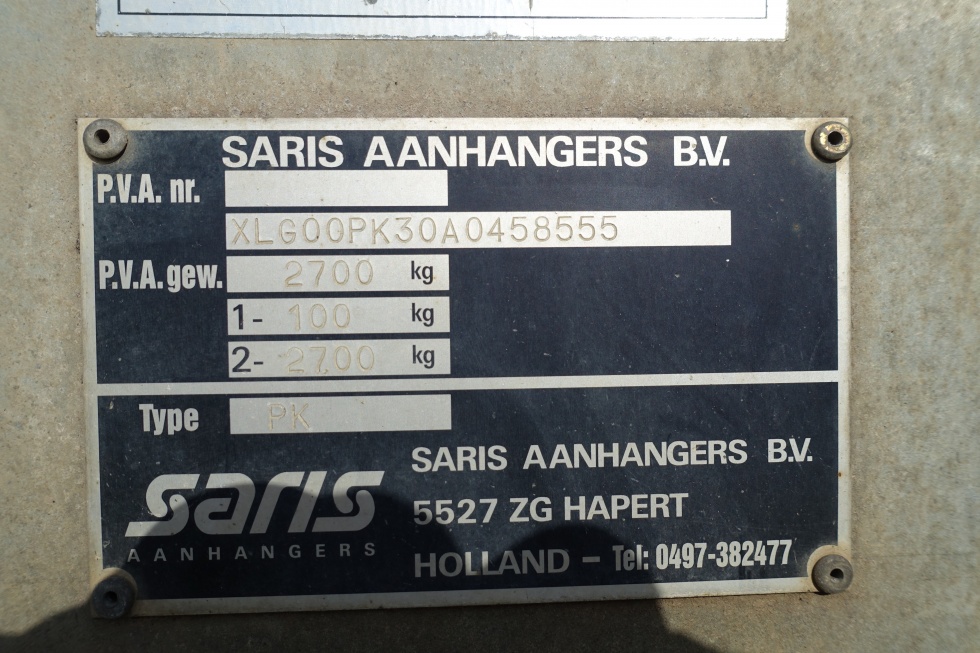 SARIS AANHANGERS B.V.
P.V.A. nr.
XLG00PK30A0458555
P.V.A. gew. 2700 kg
1- 100 kg
2- 2700 kg
Type PK
SARIS AANHANGERS B.V.
5527 ZG HAPERT
HOLLAND – Tel: 0497-382477
saris
AANHANGERS